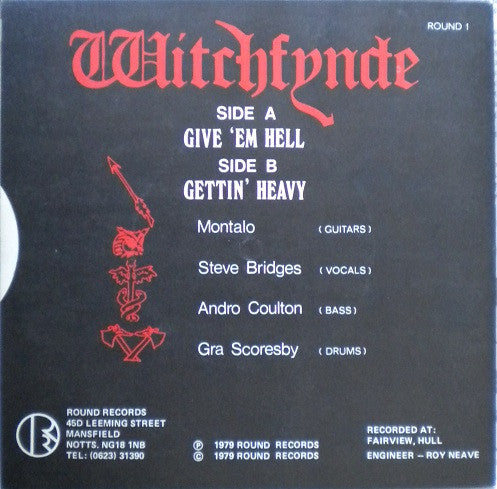 ROUND 1
Witchfynde
SIDE A
GIVE 'EM HELL
SIDE B
GETTIN' HEAVY
Montalo (GUITARS)
Steve Bridges (VOCALS)
Andro Coulton (BASS)
Gra Scoresby (DRUMS)
ROUND RECORDS
45D LEEMING STREET
MANSFIELD
NOTTS. NG18 1NB
TEL: (0623) 31390
Ⓟ 1979 ROUND RECORDS
© 1979 ROUND RECORDS
RECORDED AT:
FAIRVIEW, HULL
ENGINEER – ROY NEAVE